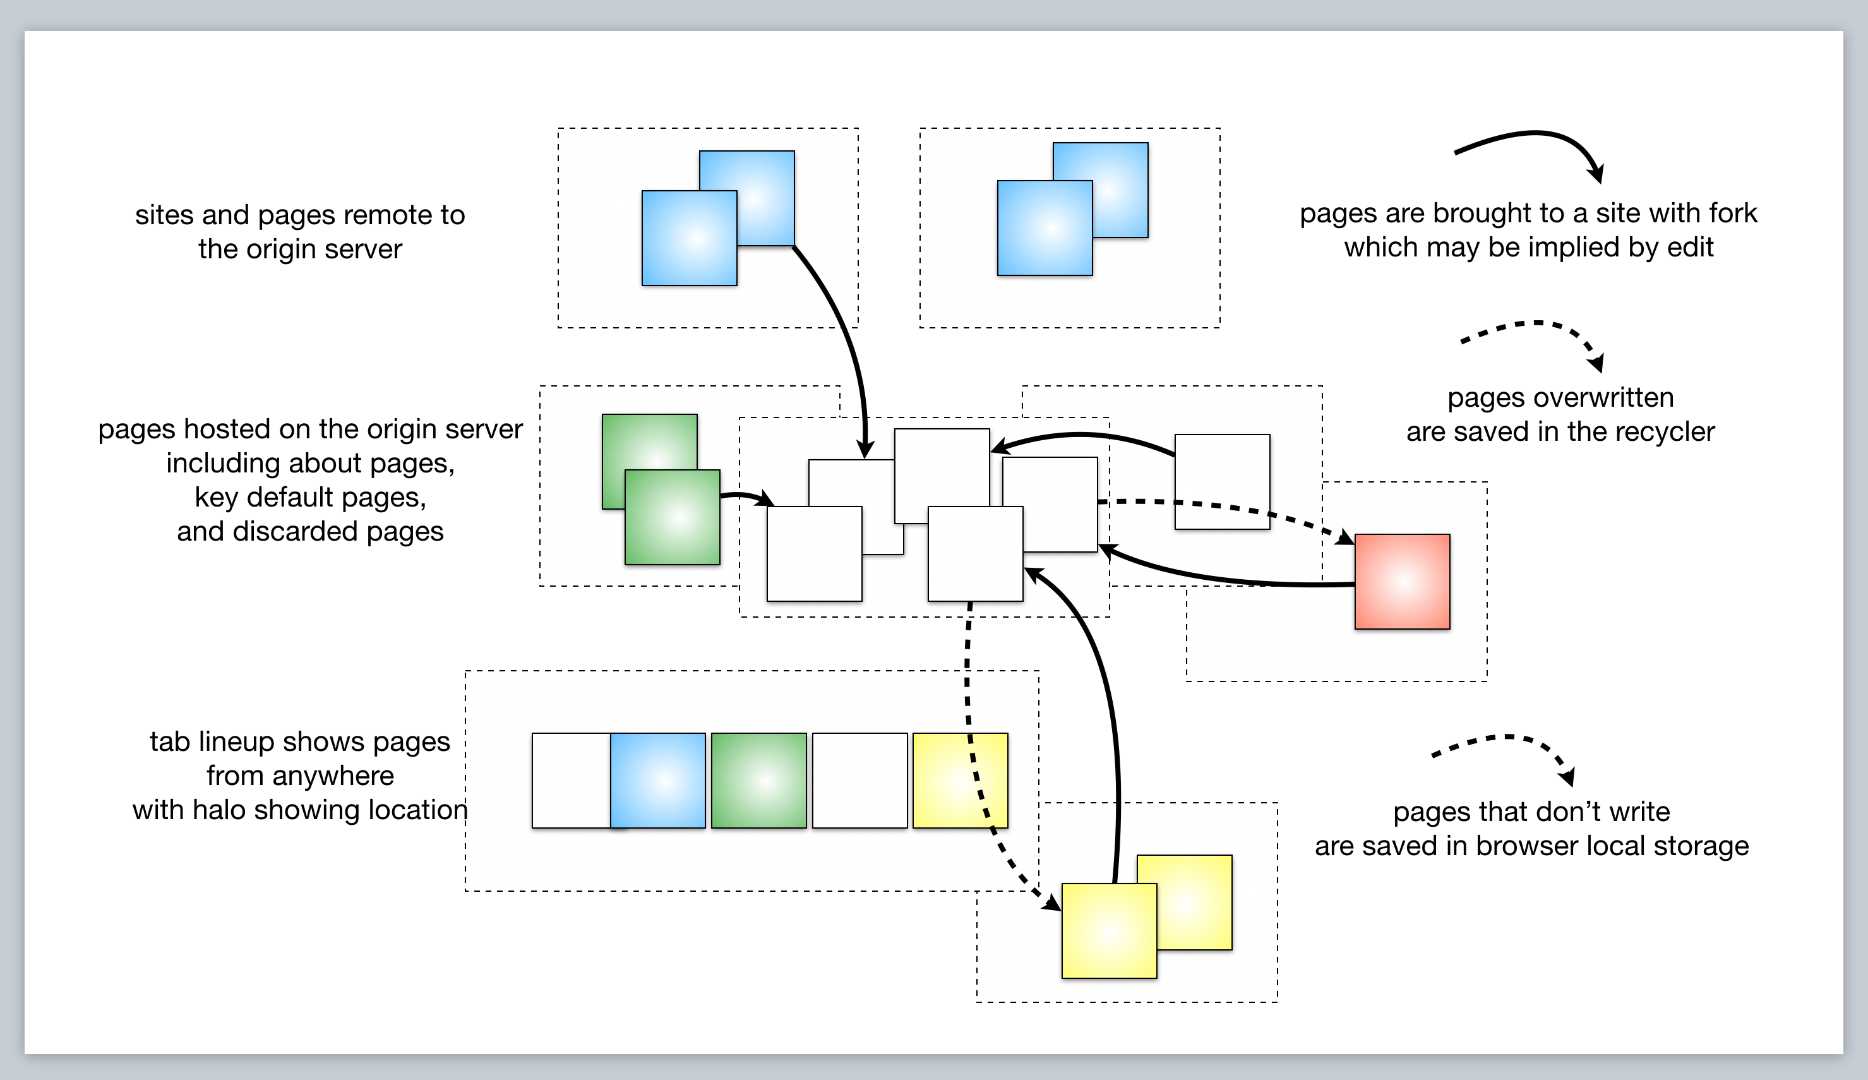 sites and pages remote to
the origin server
pages are brought to a site with fork
which may be implied by edit
pages overwritten
are saved in the recycler
pages hosted on the origin server
including about pages,
key default pages,
and discarded pages
tab lineup shows pages
from anywhere
with halo showing location
pages that don’t write
are saved in browser local storage